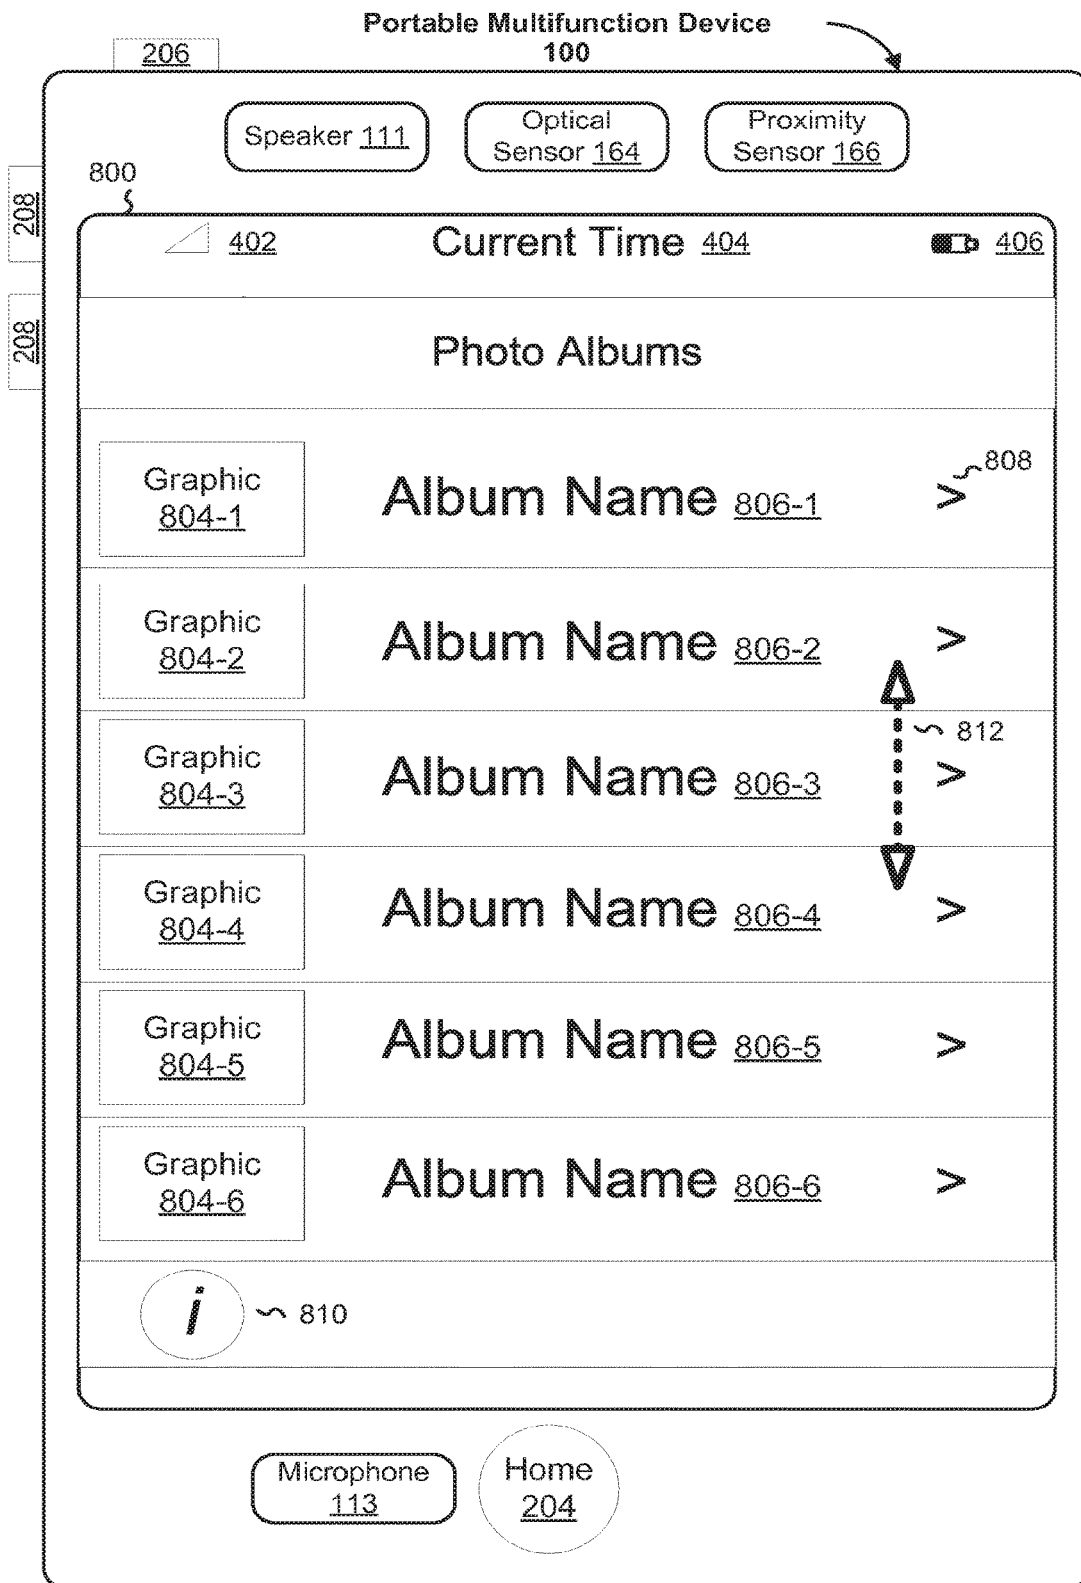 Portable Multifunction Device
100
206
Speaker 111
Optical
Sensor 164
Proximity
Sensor 166
208
208
800
402
Current Time 404
406
Photo Albums
Graphic
804-1
Album Name 806-1
>
808
Graphic
804-2
Album Name 806-2
>
812
Graphic
804-3
Album Name 806-3
>
Graphic
804-4
Album Name 806-4
>
Graphic
804-5
Album Name 806-5
>
Graphic
804-6
Album Name 806-6
>
i
810
Microphone
113
Home
204